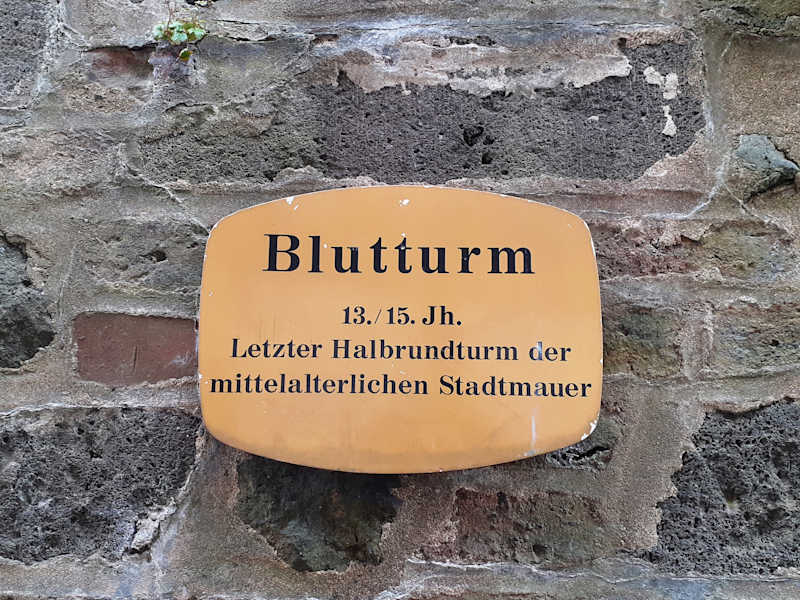 Blutturm
13./15. Jh.
Letzter Halbrundturm der
mittelalterlichen Stadtmauer